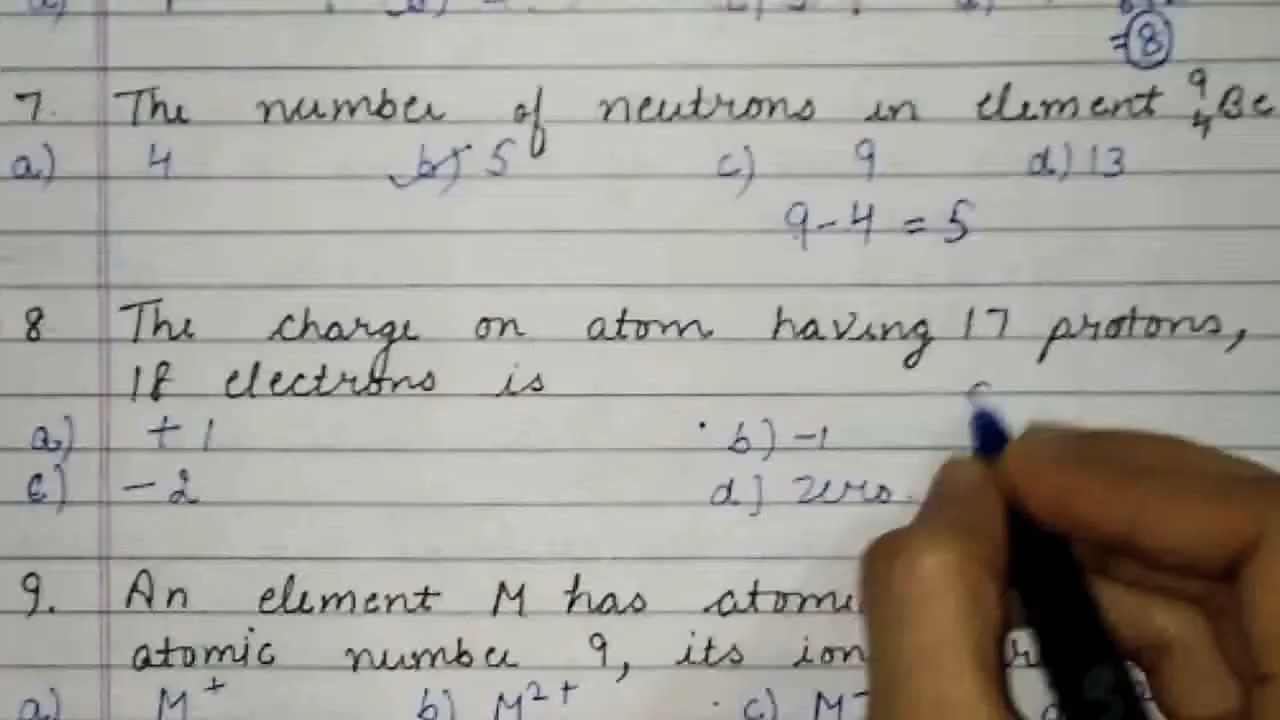 = 8
7. The number of neutrons in element ⁹₄Be
a) 4 b) 5 c) 9 d) 13
9 - 4 = 5
8 The charge on atom having 17 protons,
18 electrons is
a) + 1 b) -1
c) - 2 d) zero.
9. An element M has
atomic number 9, its ion
a) M⁺ b) M²⁺ c) M⁻